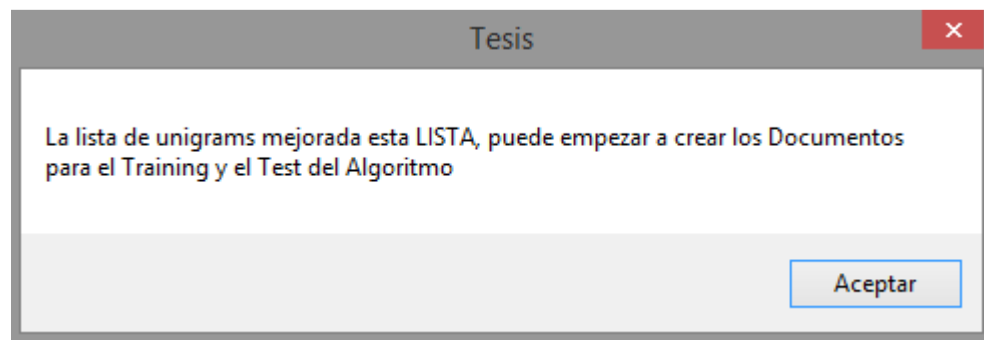 Tesis
La lista de unigrams mejorada esta LISTA, puede empezar a crear los Documentos
para el Training y el Test del Algoritmo
Aceptar